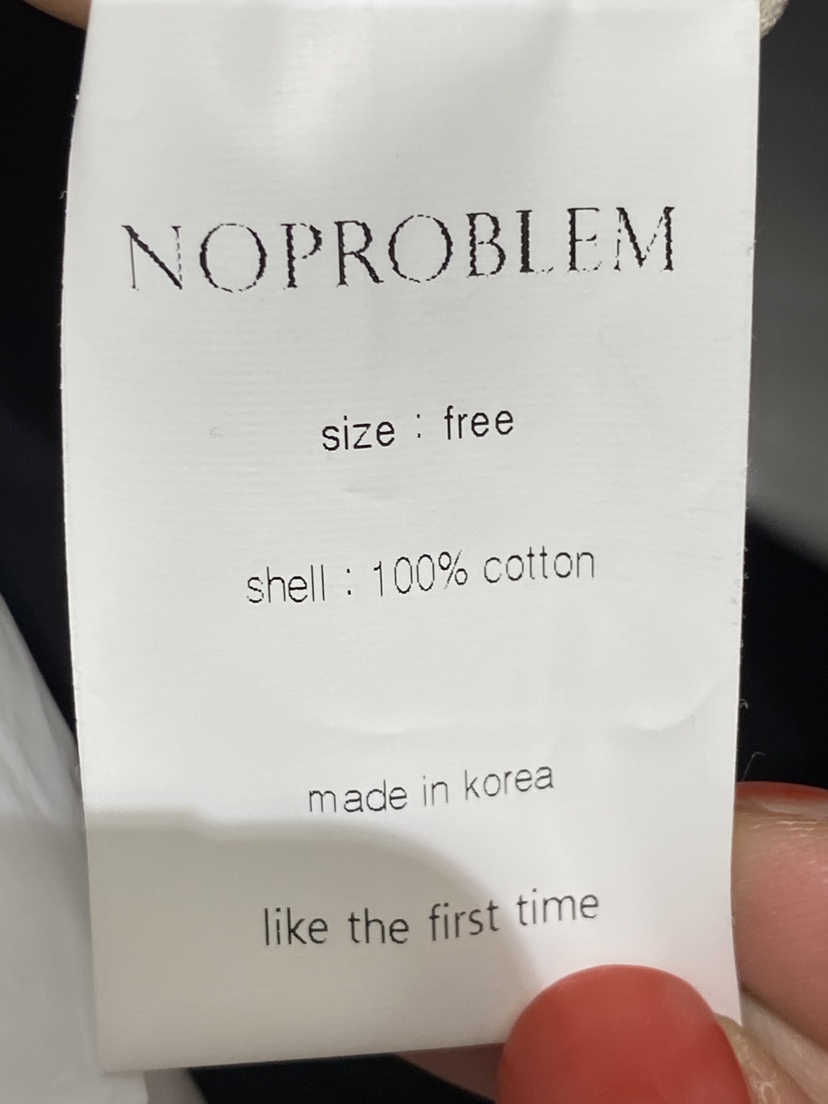 NOPROBLEM
size : free
shell : 100% cotton
made in korea
like the first time